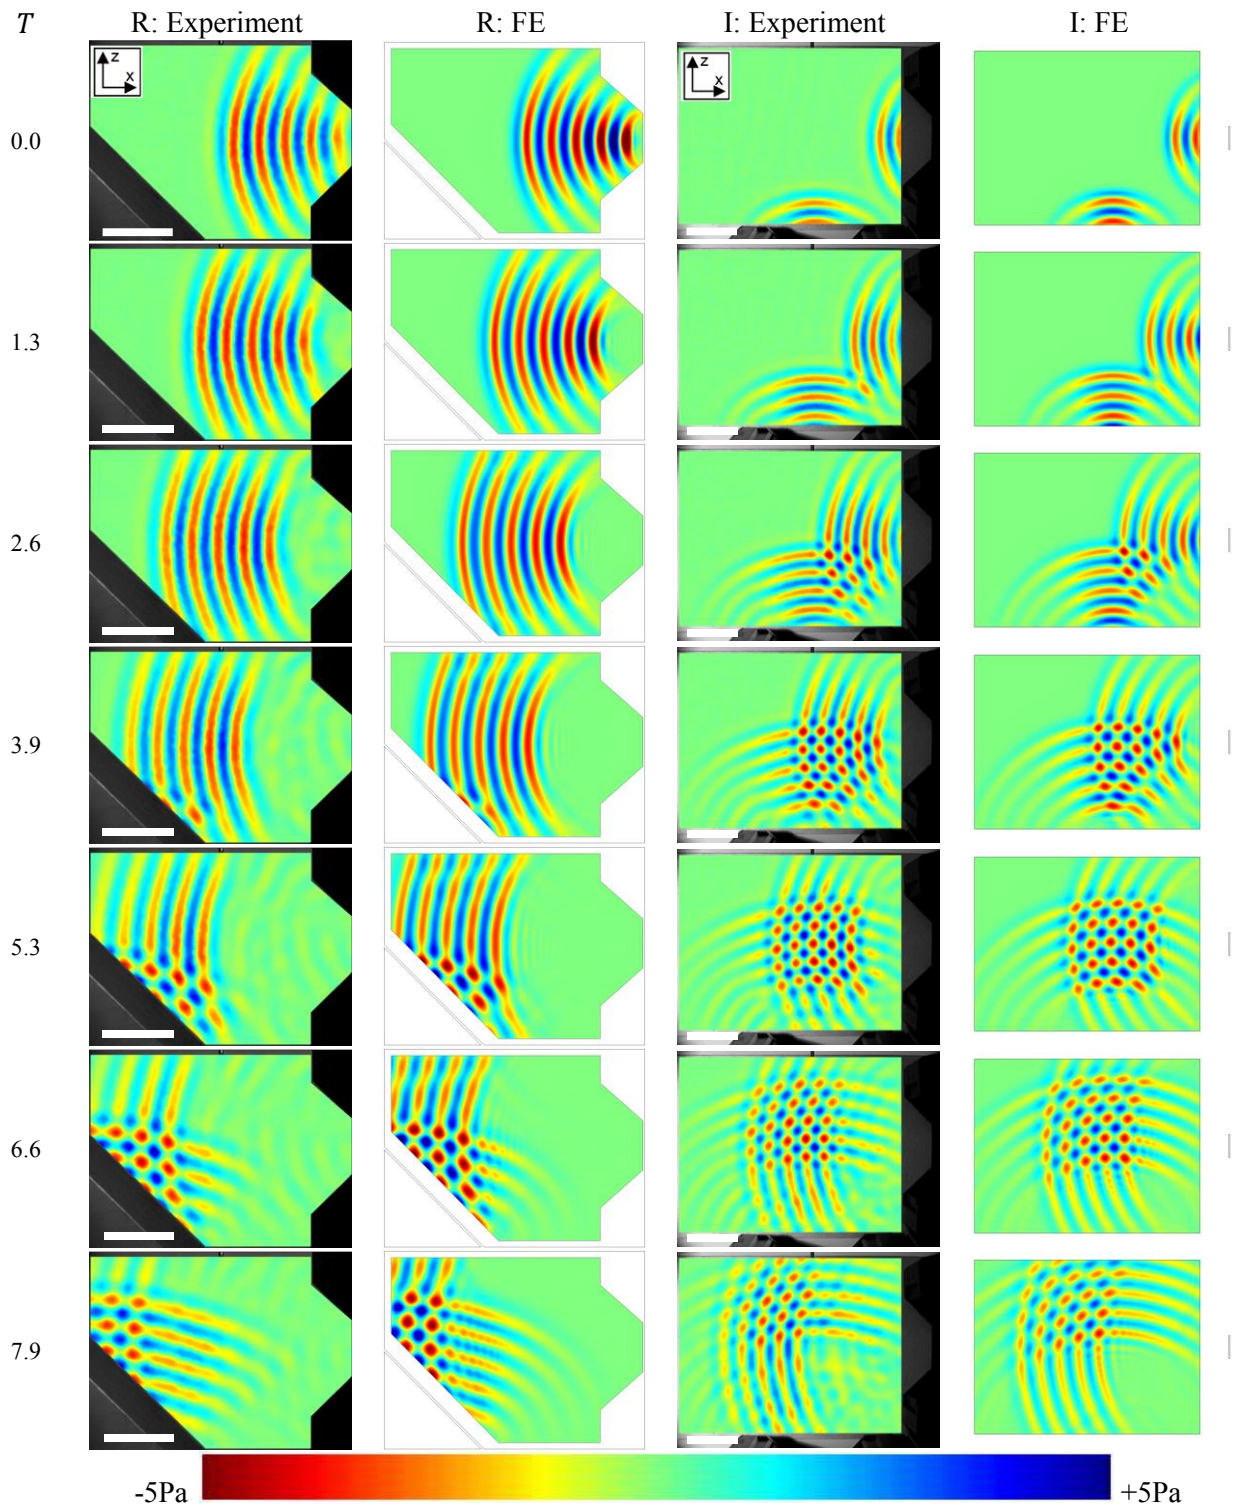 T R: Experiment R: FE I: Experiment I: FE
z z
x x
0.0
1.3
2.6
3.9
5.3
6.6
7.9
-5Pa +5Pa